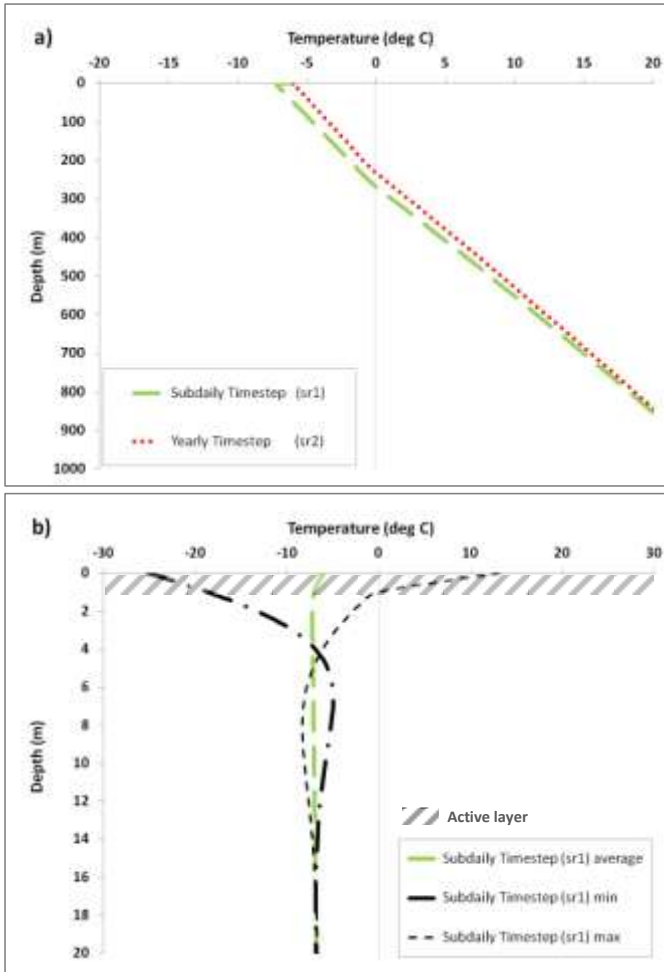 a)
Temperature (deg C)
-20 -15 -10 -5 0 5 10 15 20
0
100
200
300
400
500
600
700
800
900
1000
Depth (m)
Subdaily Timestep (sr1)
Yearly Timestep (sr2)
b)
Temperature (deg C)
-30 -20 -10 0 10 20 30
0
2
4
6
8
10
12
14
16
18
20
Depth (m)
Active layer
Subdaily Timestep (sr1) average
Subdaily Timestep (sr1) min
Subdaily Timestep (sr1) max